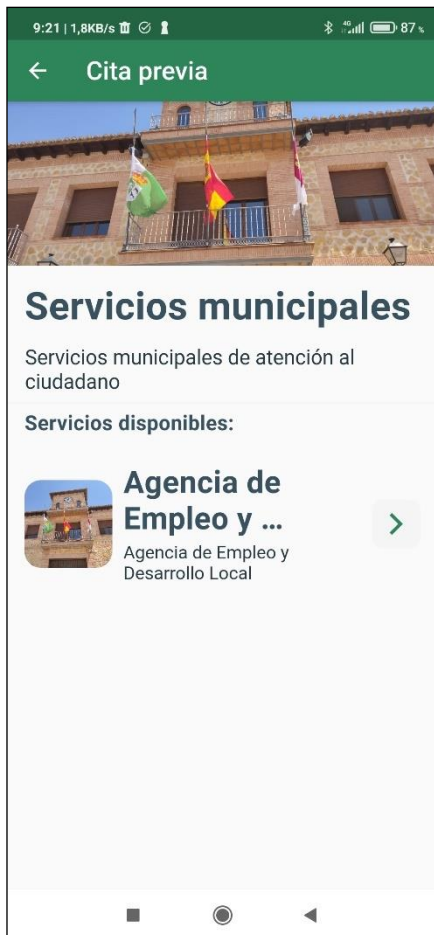 9:21 | 1,8KB/s
4G 87 %
Cita previa
Servicios municipales
Servicios municipales de atención al
ciudadano
Servicios disponibles:
Agencia de
Empleo y ...
Agencia de Empleo y
Desarrollo Local